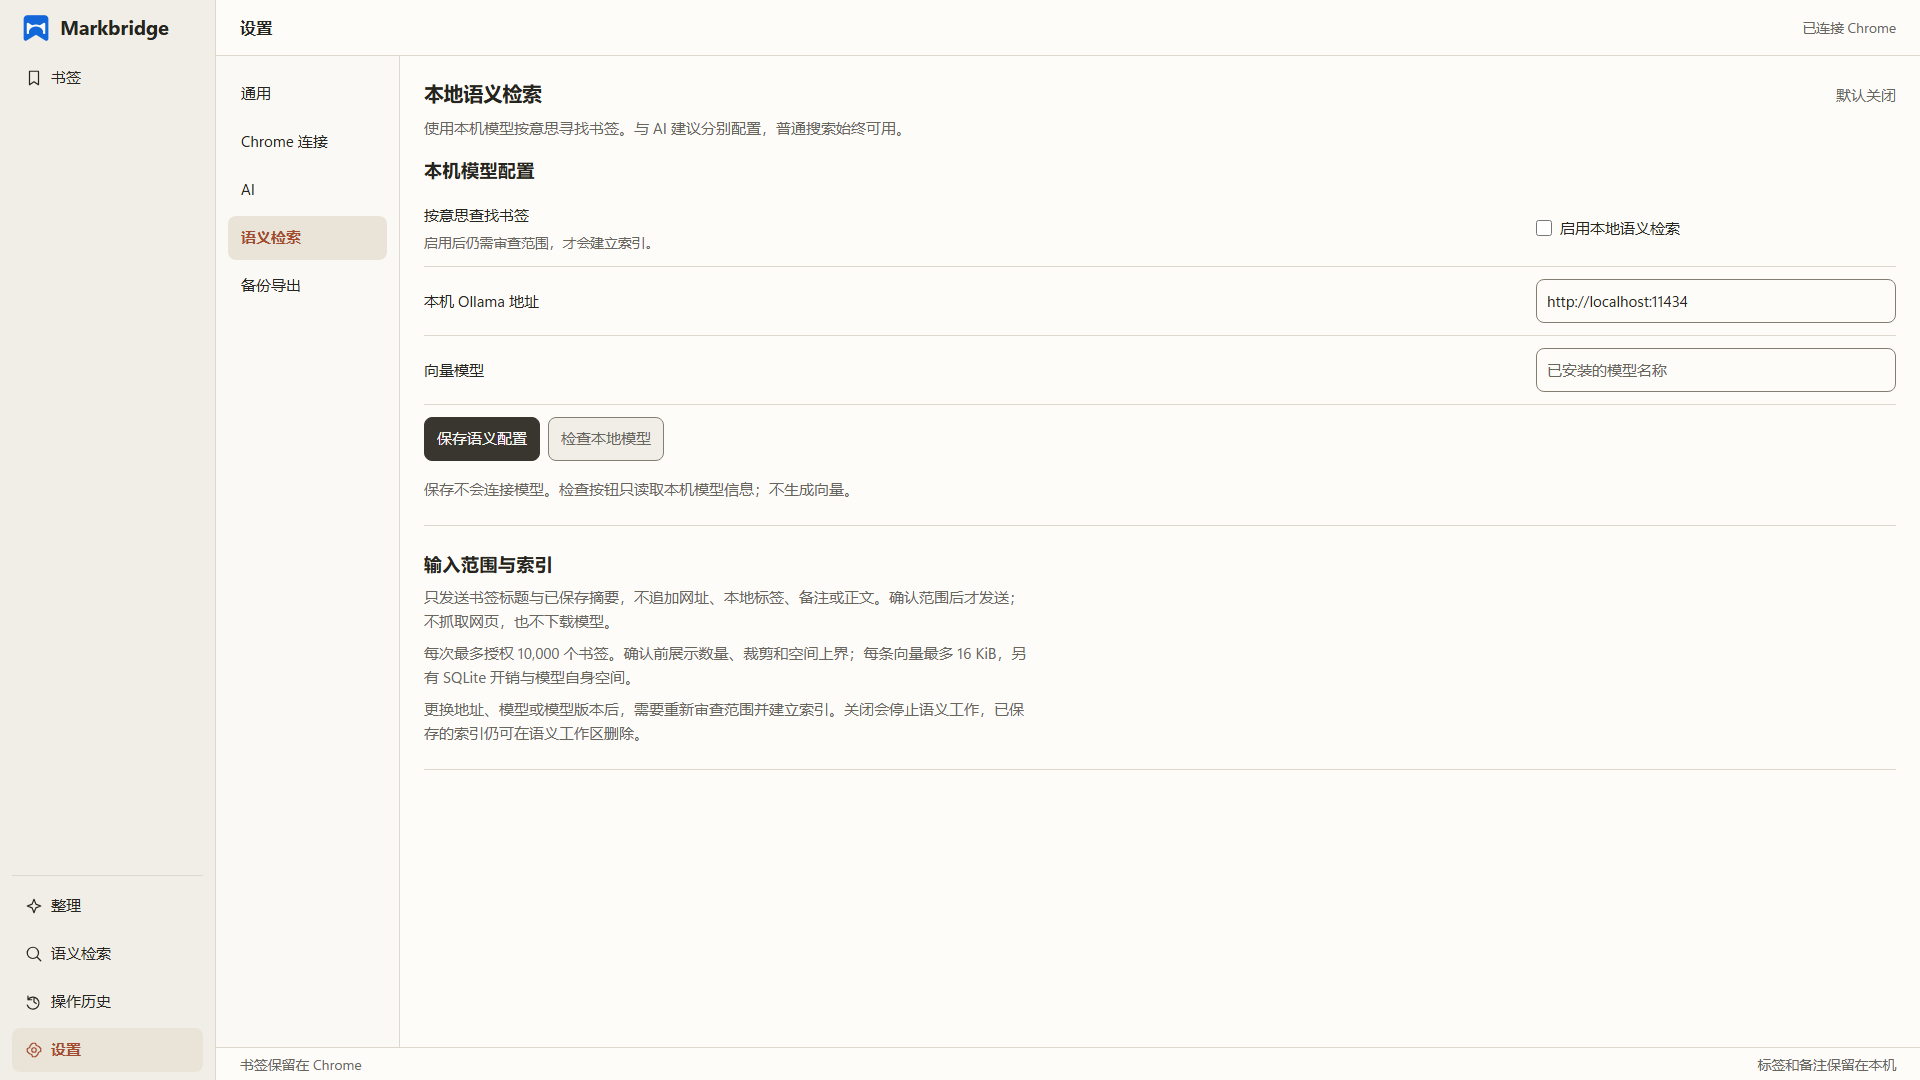 Markbridge
书签
整理
语义检索
操作历史
设置
设置
已连接 Chrome
通用
Chrome 连接
AI
语义检索
备份导出
本地语义检索
默认关闭
使用本机模型按意思寻找书签。与 AI 建议分别配置，普通搜索始终可用。
本机模型配置
按意思查找书签
启用后仍需审查范围，才会建立索引。
启用本地语义检索
本机 Ollama 地址
http://localhost:11434
向量模型
已安装的模型名称
保存语义配置
检查本地模型
保存不会连接模型。检查按钮只读取本机模型信息；不生成向量。
输入范围与索引
只发送书签标题与已保存摘要，不追加网址、本地标签、备注或正文。确认范围后才发送；
不抓取网页，也不下载模型。
每次最多授权 10,000 个书签。确认前展示数量、裁剪和空间上界；每条向量最多 16 KiB，另
有 SQLite 开销与模型自身空间。
更换地址、模型或模型版本后，需要重新审查范围并建立索引。关闭会停止语义工作，已保
存的索引仍可在语义工作区删除。
书签保留在 Chrome
标签和备注保留在本机